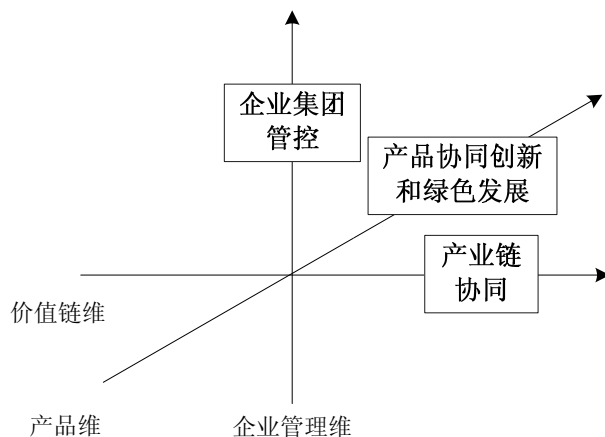 企业集团
管控
产品协同创新
和绿色发展
产业链
协同
价值链维
产品维
企业管理维